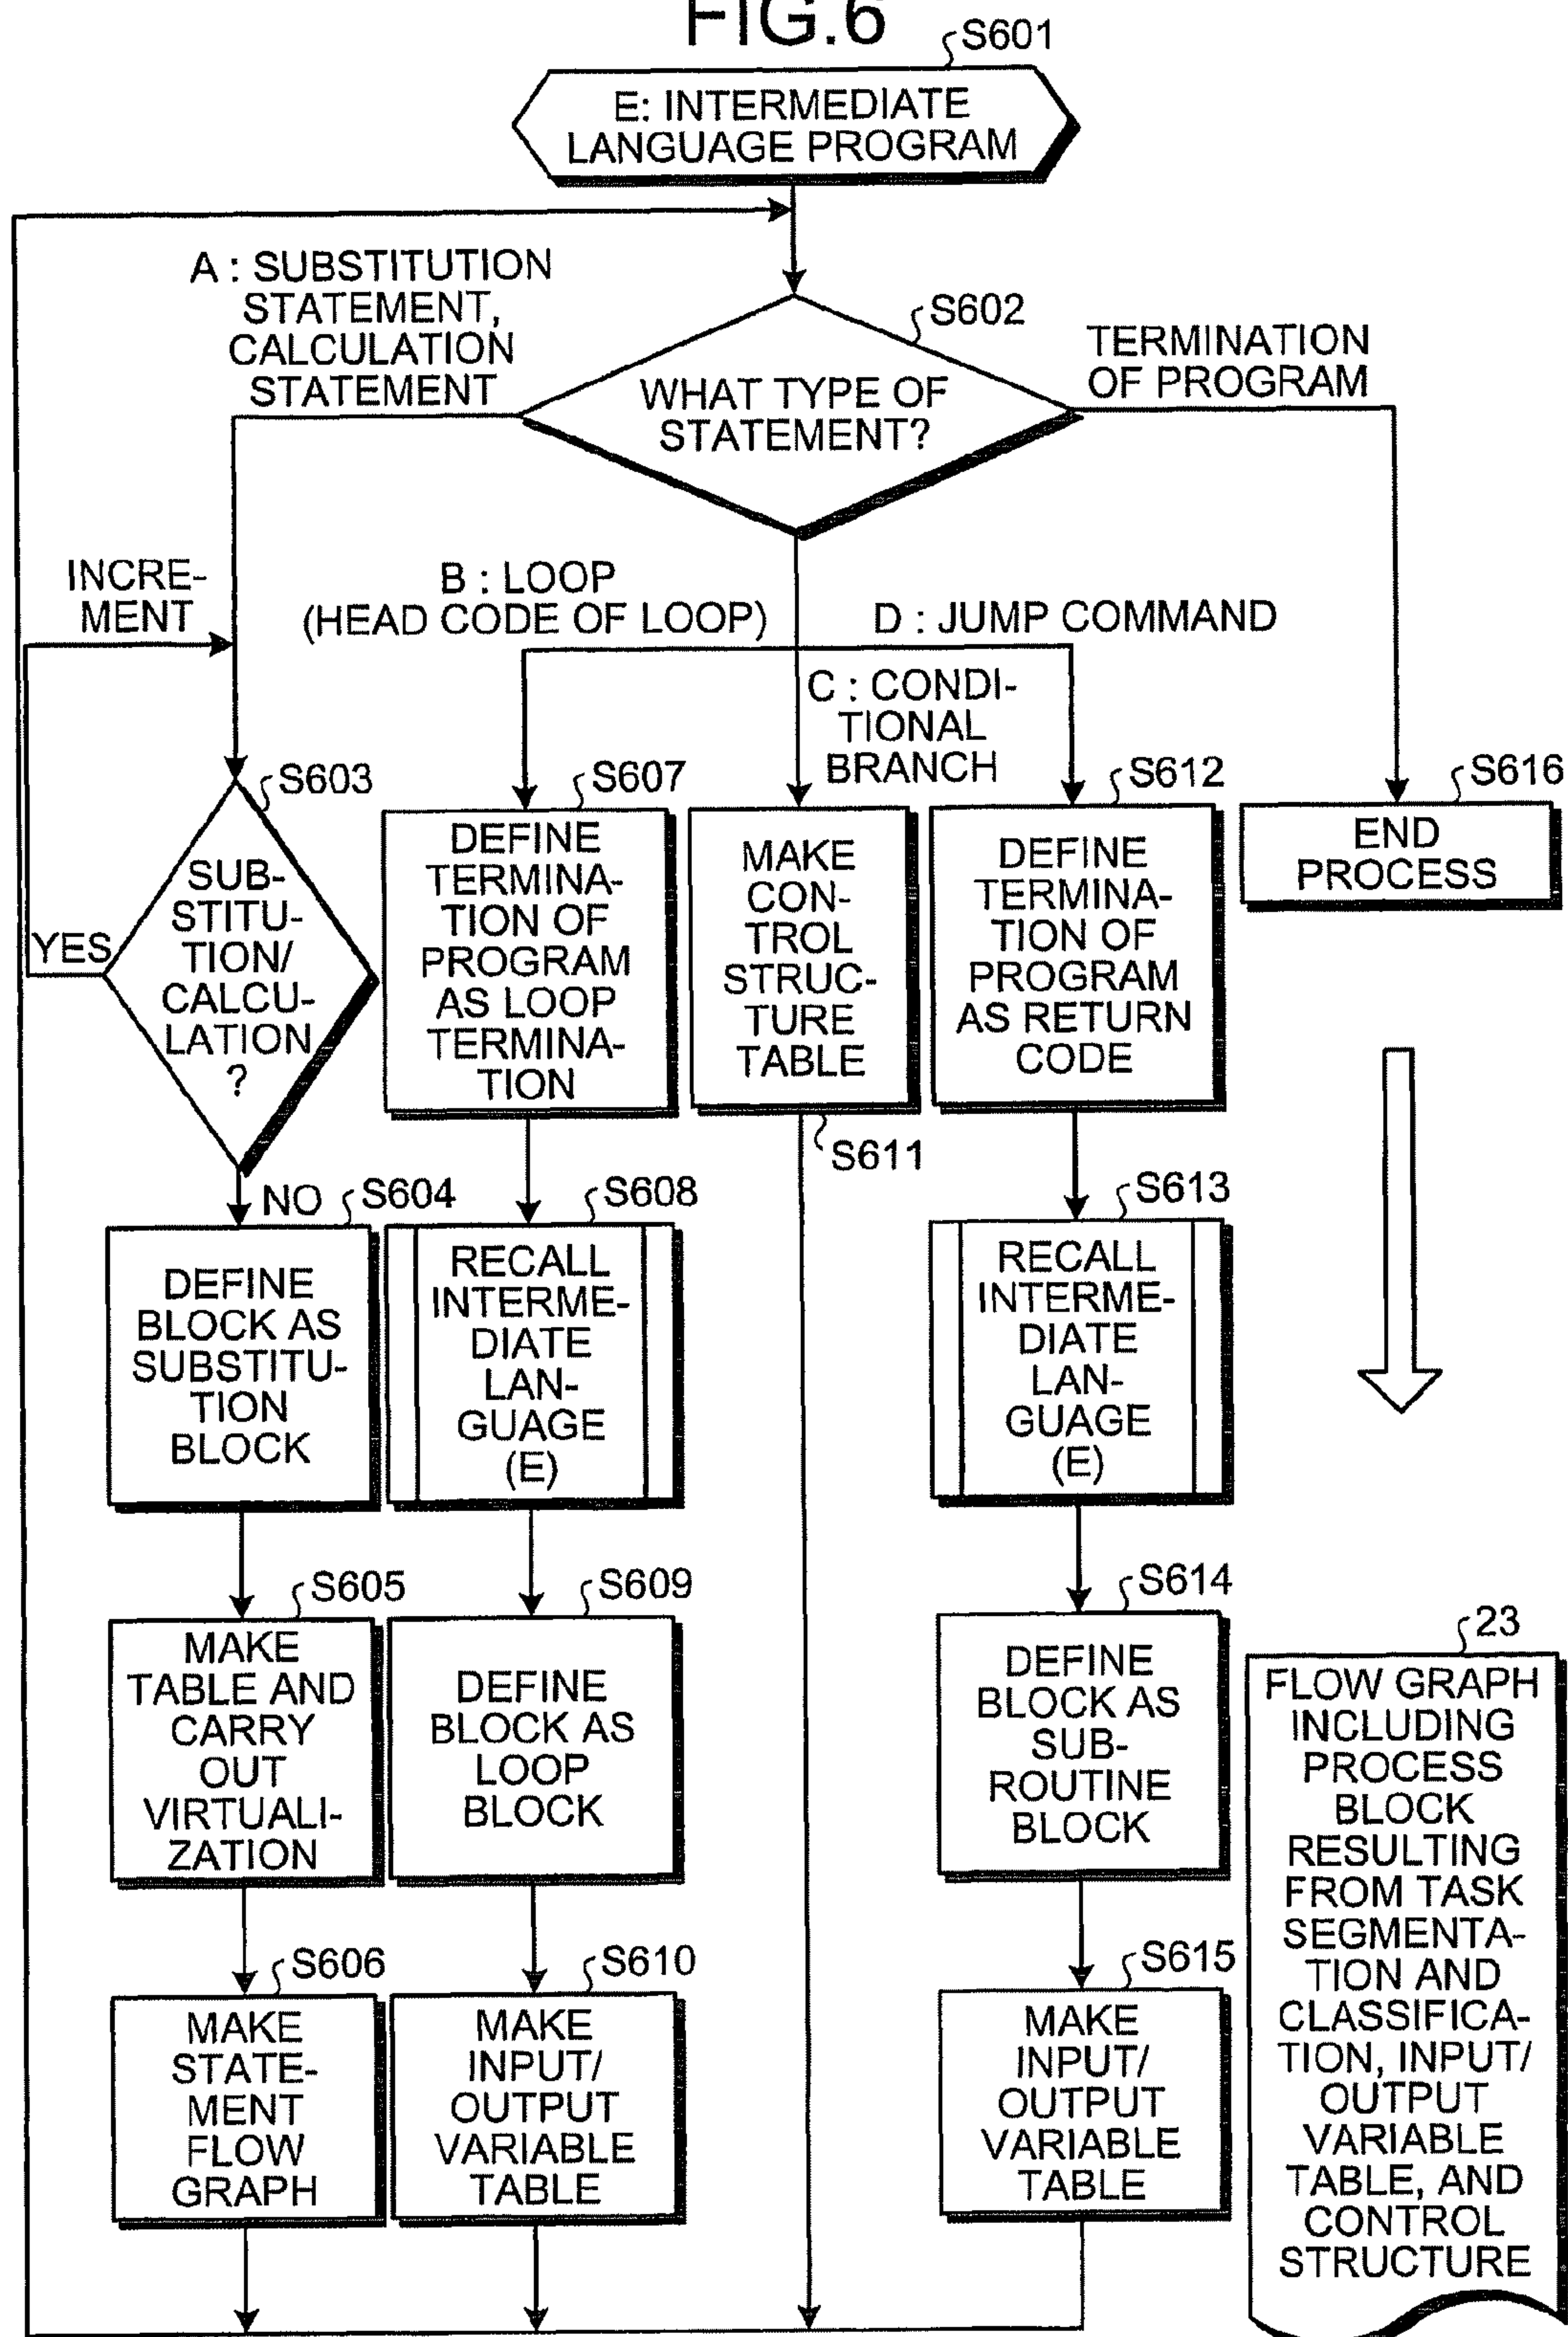 FIG.6
S601
E: INTERMEDIATE
LANGUAGE PROGRAM
A : SUBSTITUTION
STATEMENT,
CALCULATION
STATEMENT
S602
WHAT TYPE OF
STATEMENT?
TERMINATION
OF PROGRAM
INCRE-
MENT
B : LOOP
(HEAD CODE OF LOOP)
D : JUMP COMMAND
C : CONDI-
TIONAL
BRANCH
S603
SUB-
STITU-
TION/
CALCU-
LATION
?
YES
NO
S607
DEFINE
TERMINA-
TION OF
PROGRAM
AS LOOP
TERMINA-
TION
MAKE
CON-
TROL
STRUC-
TURE
TABLE
S611
S612
DEFINE
TERMINA-
TION OF
PROGRAM
AS RETURN
CODE
S616
END
PROCESS
S604
DEFINE
BLOCK AS
SUBSTITU-
TION
BLOCK
S608
RECALL
INTERME-
DIATE
LAN-
GUAGE
(E)
S613
RECALL
INTERME-
DIATE
LAN-
GUAGE
(E)
S605
MAKE
TABLE AND
CARRY
OUT
VIRTUALI-
ZATION
S609
DEFINE
BLOCK AS
LOOP
BLOCK
S614
DEFINE
BLOCK AS
SUB-
ROUTINE
BLOCK
S606
MAKE
STATE-
MENT
FLOW
GRAPH
S610
MAKE
INPUT/
OUTPUT
VARIABLE
TABLE
S615
MAKE
INPUT/
OUTPUT
VARIABLE
TABLE
23
FLOW GRAPH
INCLUDING
PROCESS
BLOCK
RESULTING
FROM TASK
SEGMENTA-
TION AND
CLASSIFICA-
TION, INPUT/
OUTPUT
VARIABLE
TABLE, AND
CONTROL
STRUCTURE